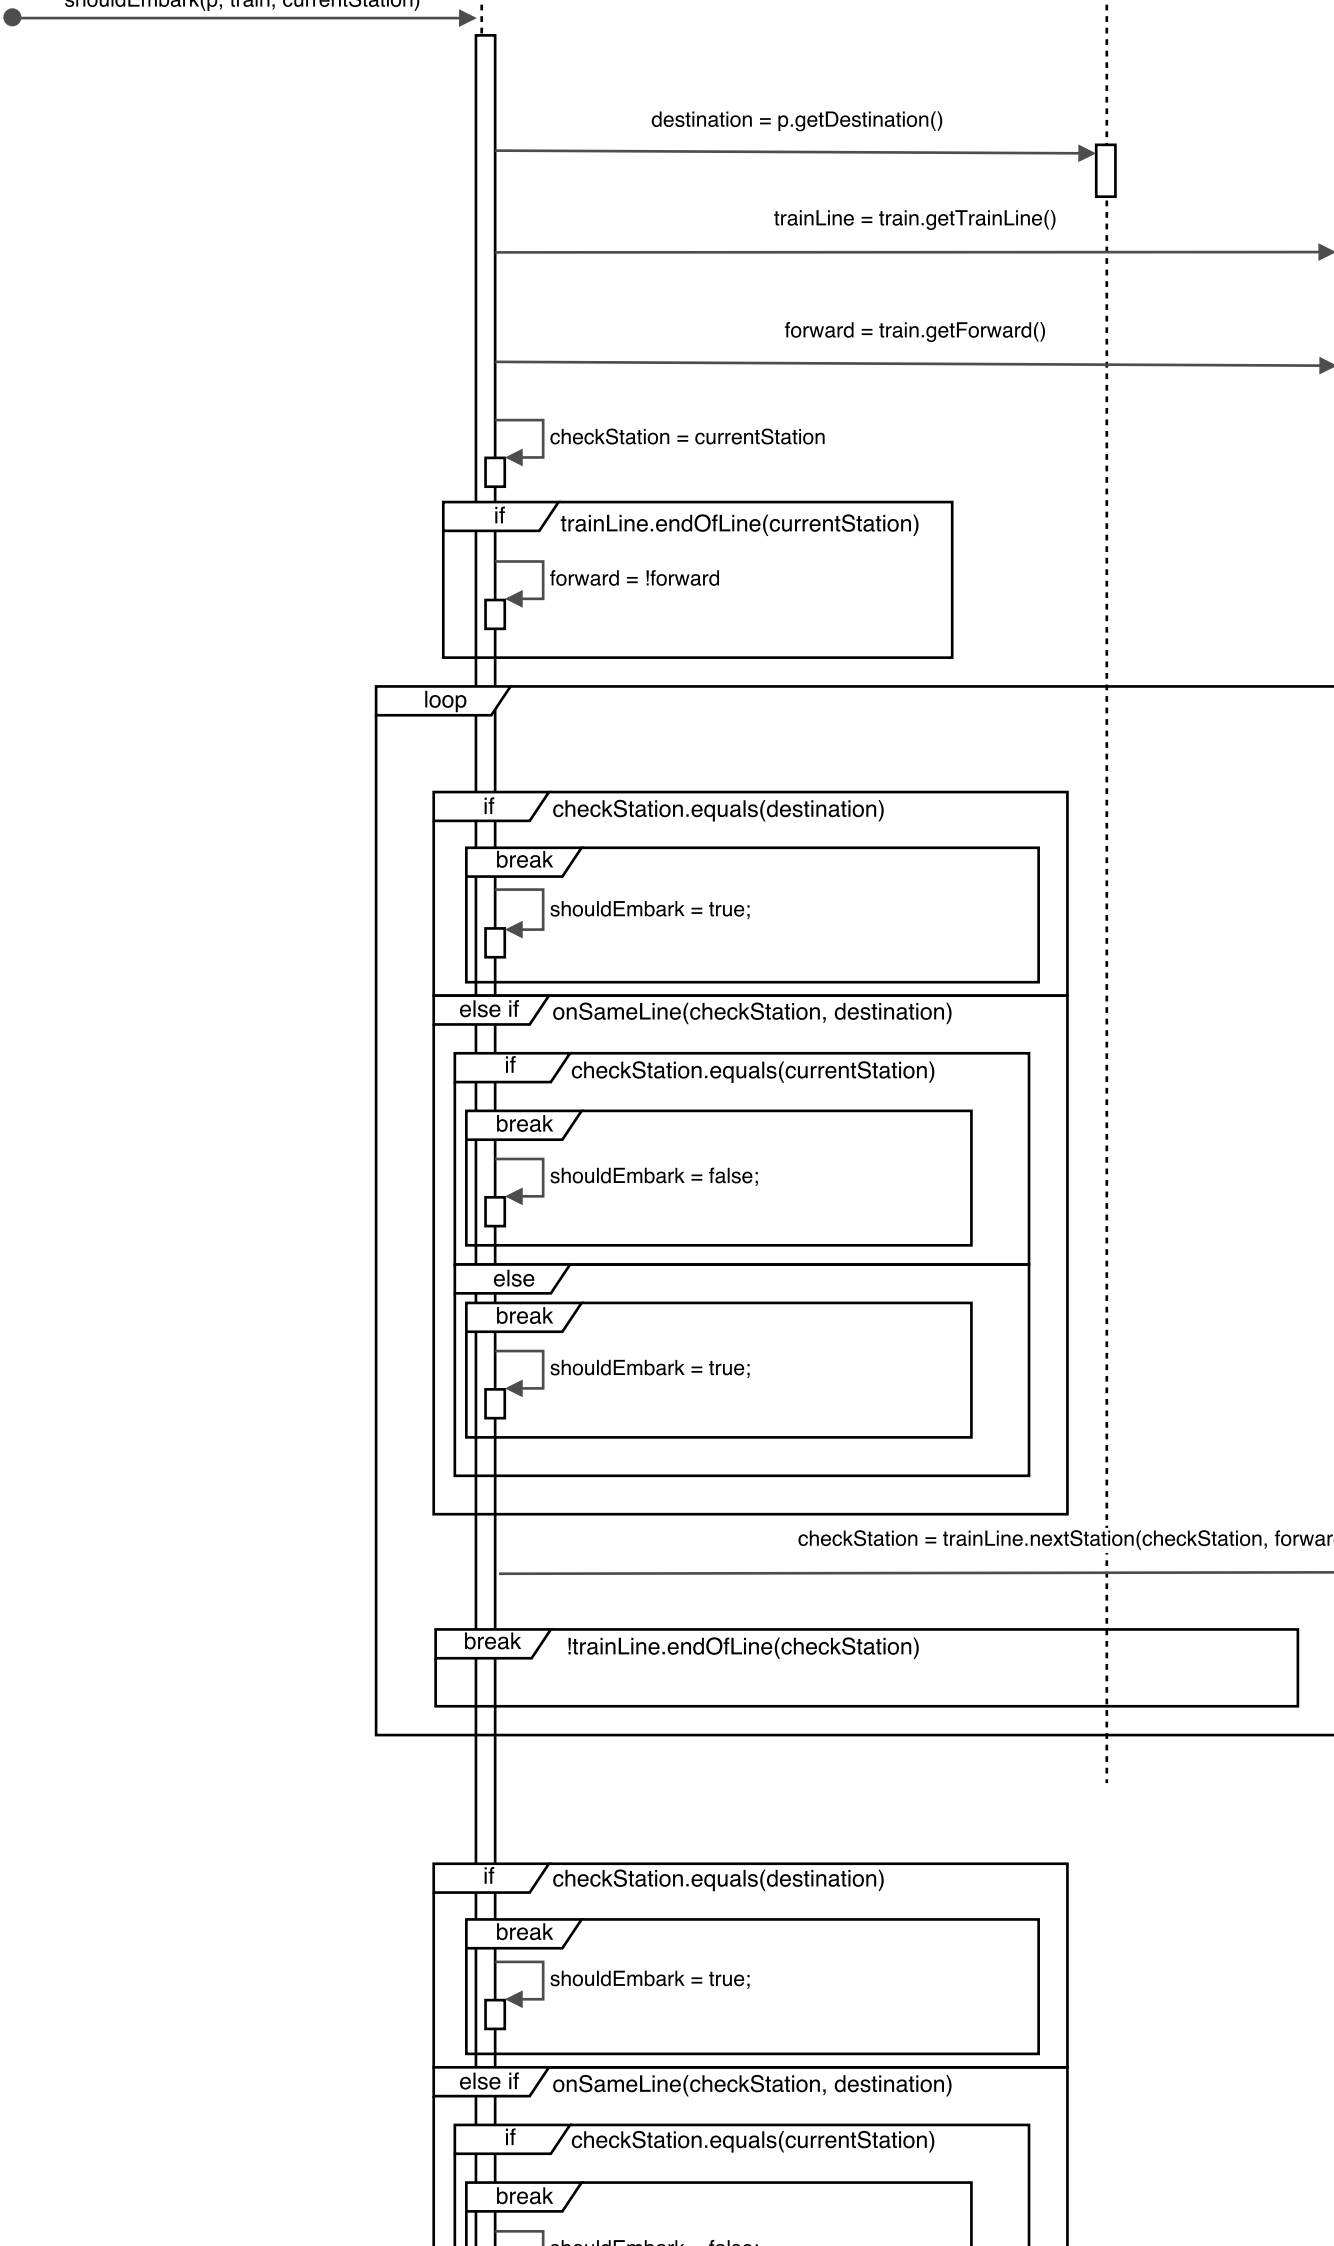 shouldEmbark(p, train, currentStation)
destination = p.getDestination()
trainLine = train.getTrainLine()
forward = train.getForward()
checkStation = currentStation
if
trainLine.endOfLine(currentStation)
forward = !forward
loop
if
checkStation.equals(destination)
break
shouldEmbark = true;
else if
onSameLine(checkStation, destination)
if
checkStation.equals(currentStation)
break
shouldEmbark = false;
else
break
shouldEmbark = true;
checkStation = trainLine.nextStation(checkStation, forwar
break
!trainLine.endOfLine(checkStation)
if
checkStation.equals(destination)
break
shouldEmbark = true;
else if
onSameLine(checkStation, destination)
if
checkStation.equals(currentStation)
break
shouldEmbark = false;